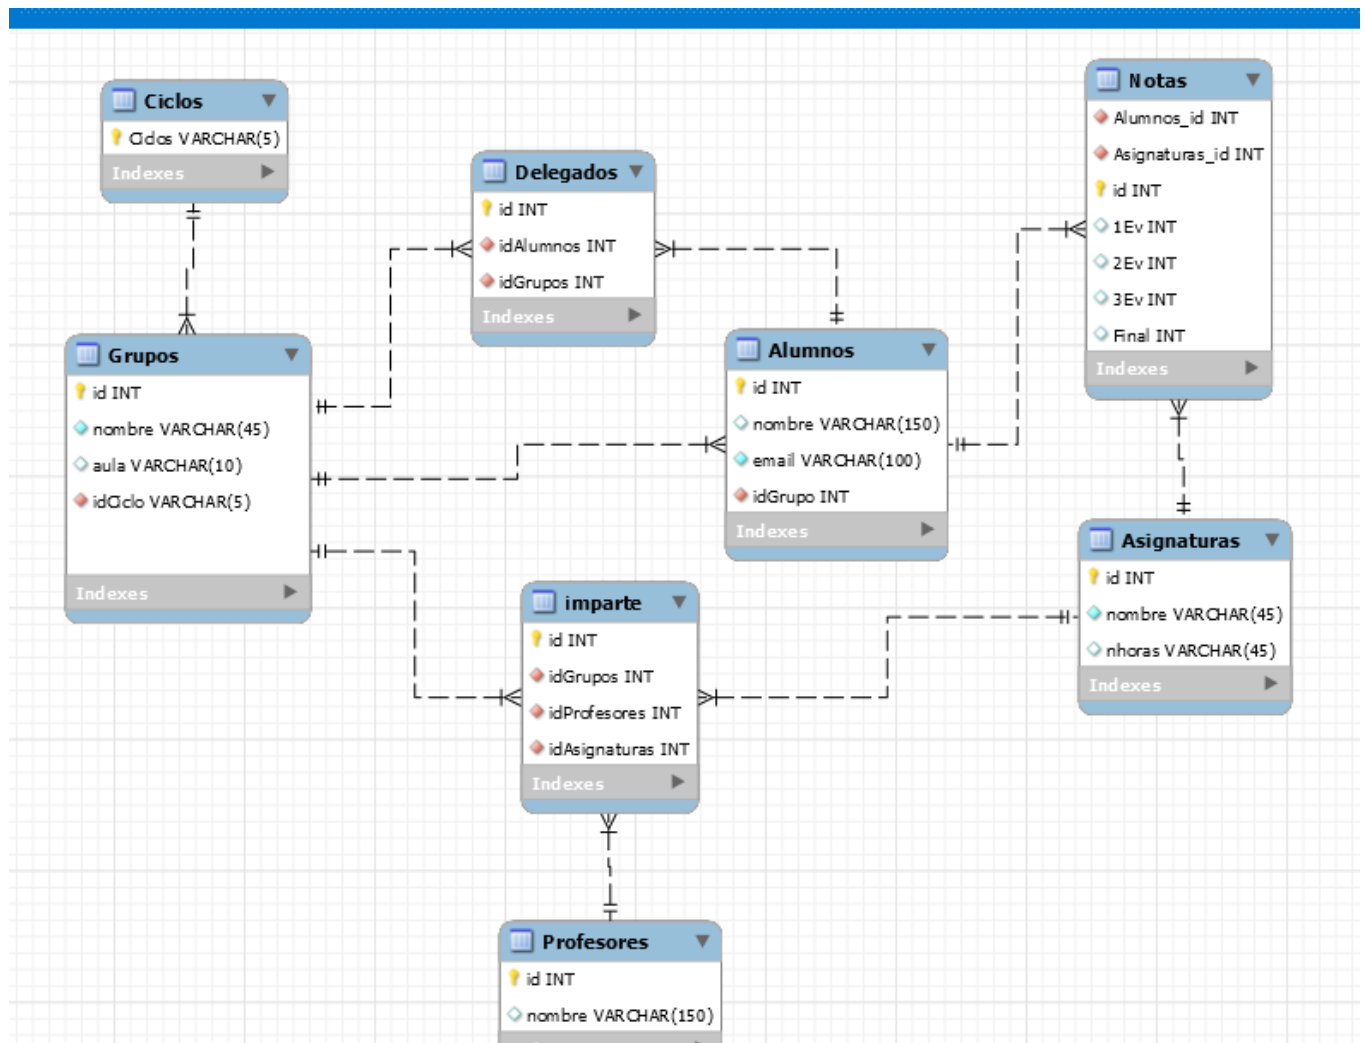 Ciclos
Ciclos VARCHAR(5)
Indexes
Delegados
id INT
idAlumnos INT
idGrupos INT
Indexes
Notas
Alumnos_id INT
Asignaturas_id INT
id INT
1Ev INT
2Ev INT
3Ev INT
Final INT
Indexes
Grupos
id INT
nombre VARCHAR(45)
aula VARCHAR(10)
idCiclo VARCHAR(5)
Indexes
Alumnos
id INT
nombre VARCHAR(150)
email VARCHAR(100)
idGrupo INT
Indexes
imparte
id INT
idGrupos INT
idProfesores INT
idAsignaturas INT
Indexes
Asignaturas
id INT
nombre VARCHAR(45)
nhoras VARCHAR(45)
Indexes
Profesores
id INT
nombre VARCHAR(150)